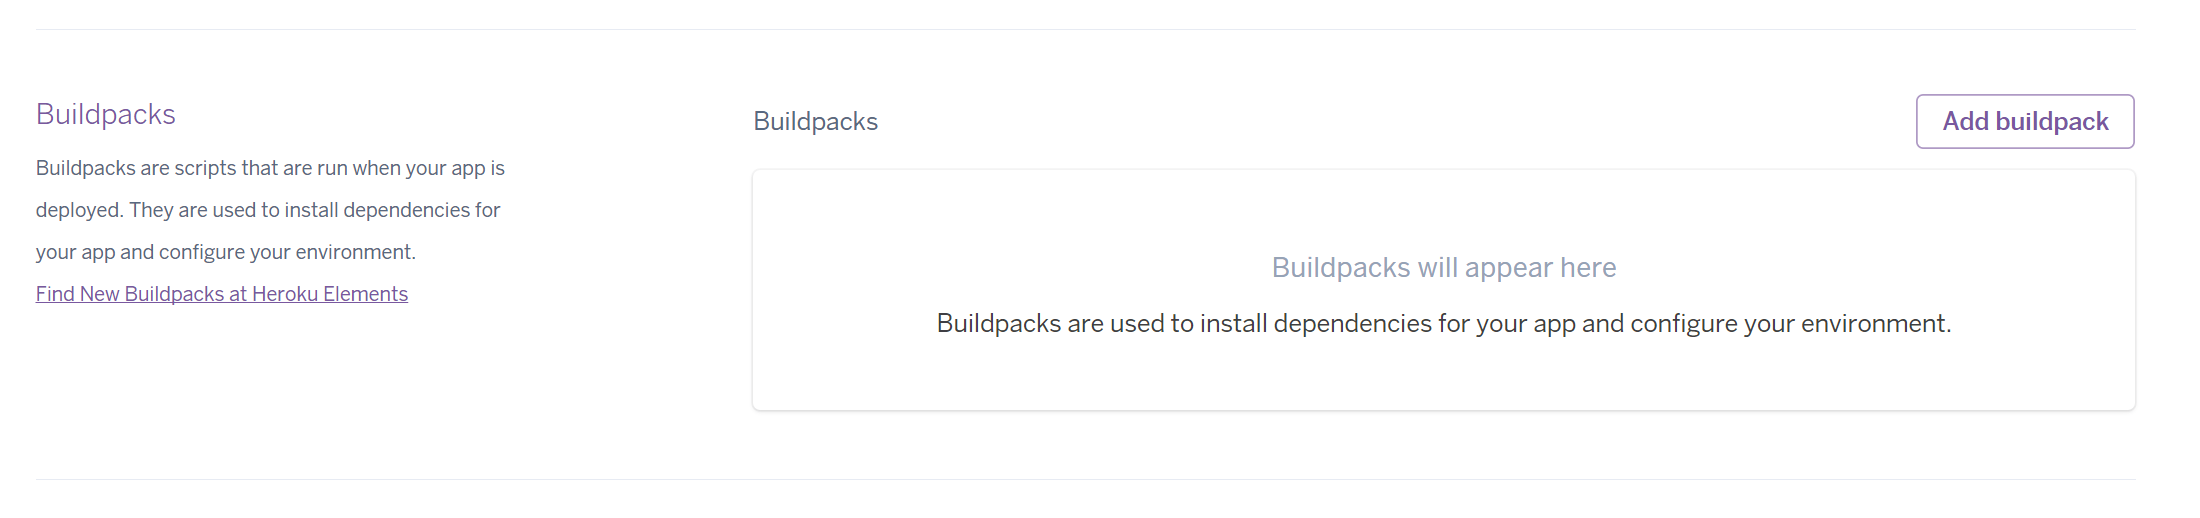 Buildpacks
Buildpacks are scripts that are run when your app is
deployed. They are used to install dependencies for
your app and configure your environment.
Find New Buildpacks at Heroku Elements
Buildpacks
Add buildpack
Buildpacks will appear here
Buildpacks are used to install dependencies for your app and configure your environment.